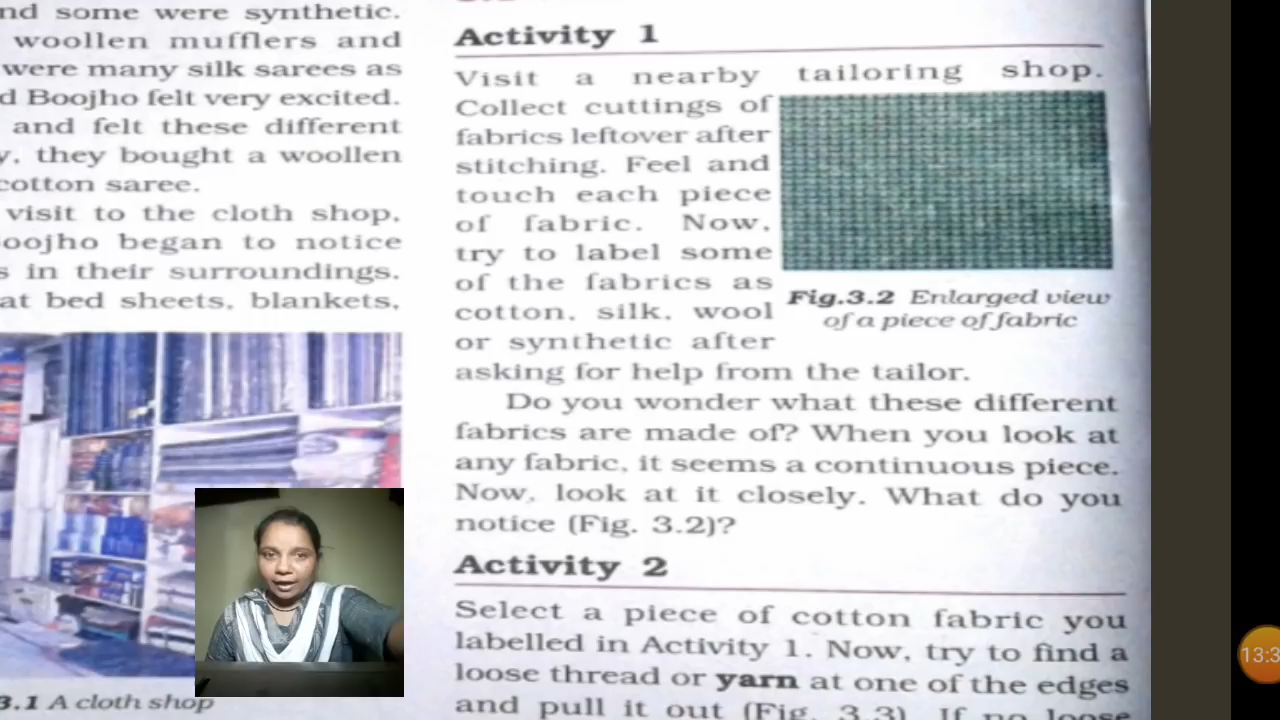 nd some were synthetic.
woollen mufflers and
were many silk sarees as
d Boojho felt very excited.
and felt these different
y, they bought a woollen
cotton saree.
visit to the cloth shop,
oojho began to notice
s in their surroundings.
at bed sheets, blankets,
3.1 A cloth shop
Activity 1
Visit a nearby tailoring shop.
Collect cuttings of
fabrics leftover after
stitching. Feel and
touch each piece
of fabric. Now,
try to label some
of the fabrics as
cotton, silk, wool
or synthetic after
asking for help from the tailor.
Fig.3.2 Enlarged view
of a piece of fabric
Do you wonder what these different
fabrics are made of? When you look at
any fabric, it seems a continuous piece.
Now, look at it closely. What do you
notice (Fig. 3.2)?
Activity 2
Select a piece of cotton fabric you
labelled in Activity 1. Now, try to find a
loose thread or yarn at one of the edges
and pull it out (Fig. 3.3). If no loose
13:3